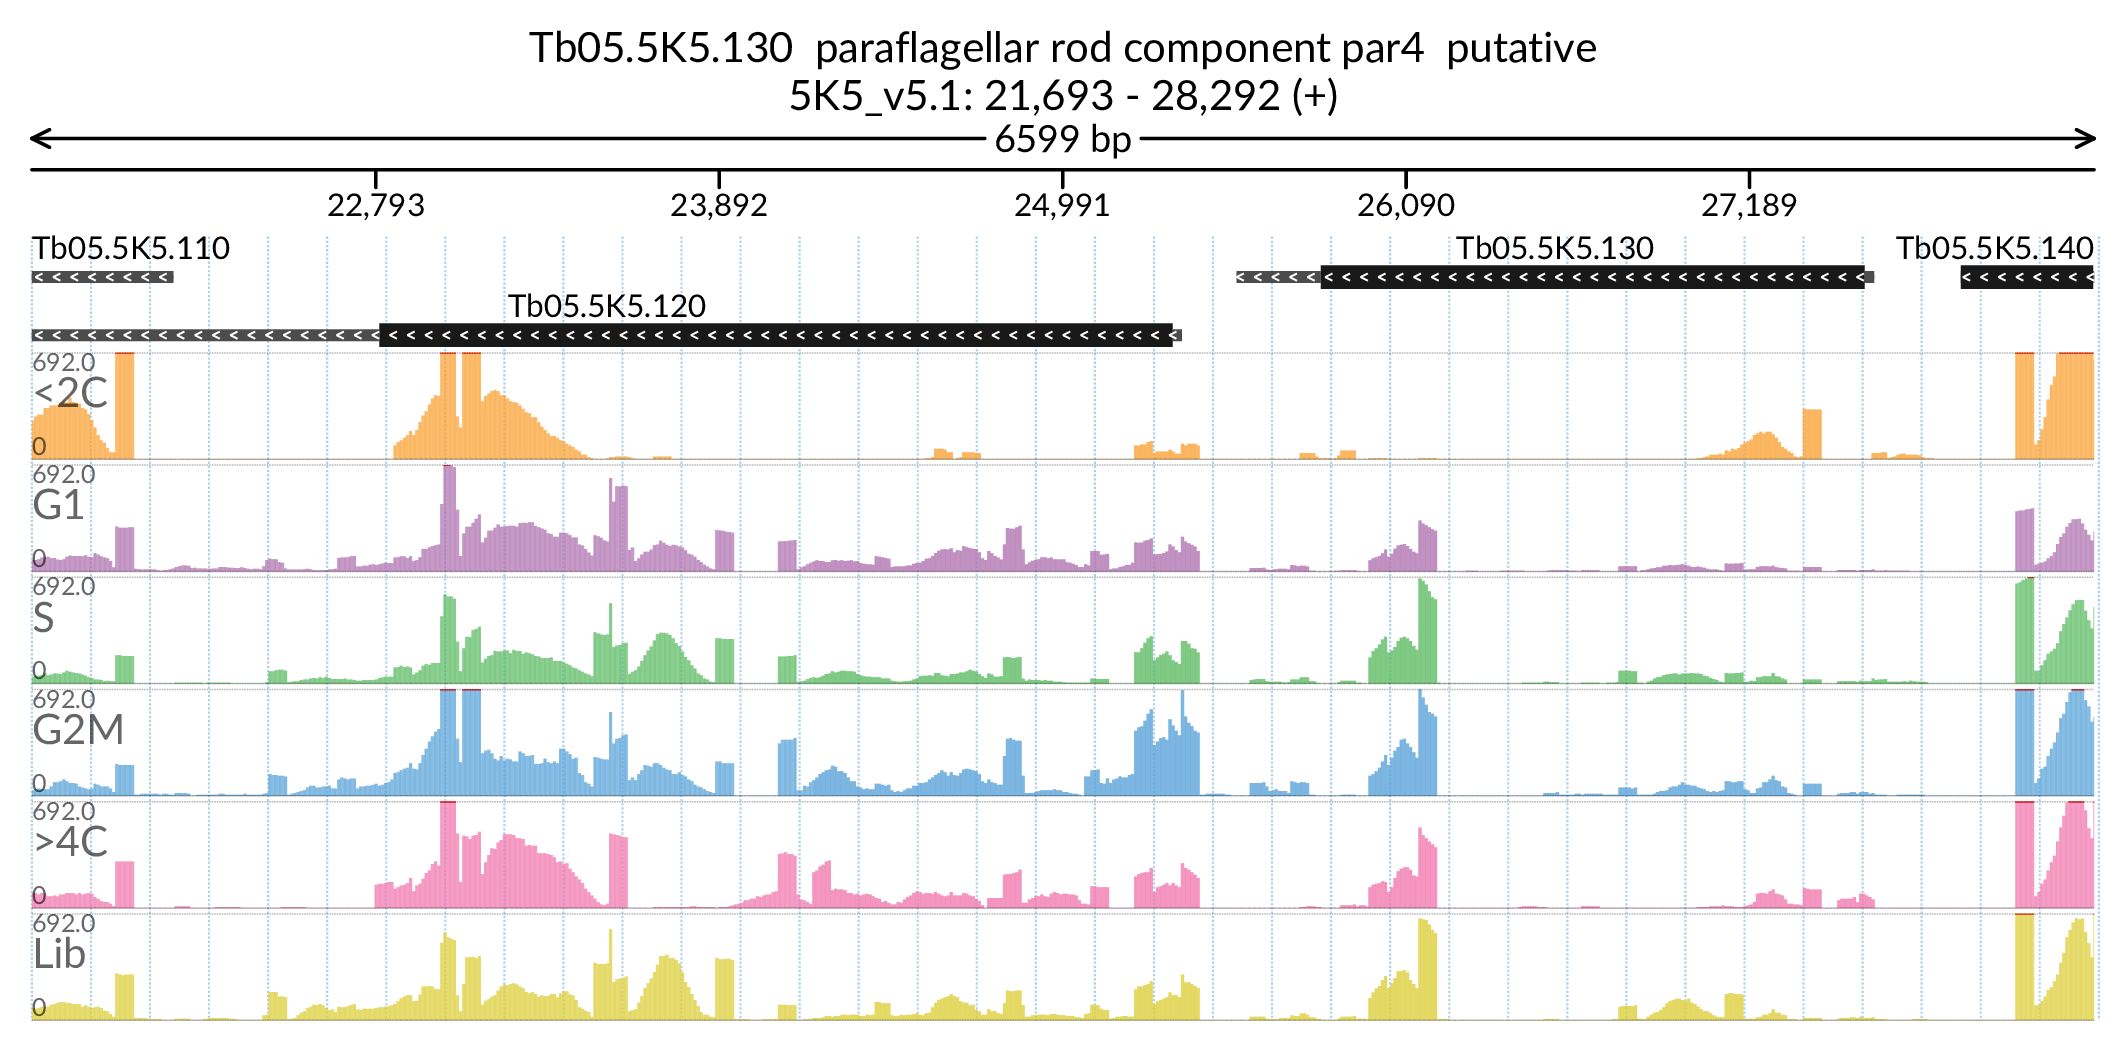 Tb05.5K5.130  paraflagellar rod component par4  putative
5K5_v5.1: 21,693 - 28,292 (+)
6599 bp
22,793 23,892 24,991 26,090 27,189
Tb05.5K5.110 Tb05.5K5.130 Tb05.5K5.140
Tb05.5K5.120
692.0
<2C
0
692.0
G1
0
692.0
S
0
692.0
G2M
0
692.0
>4C
0
692.0
Lib
0